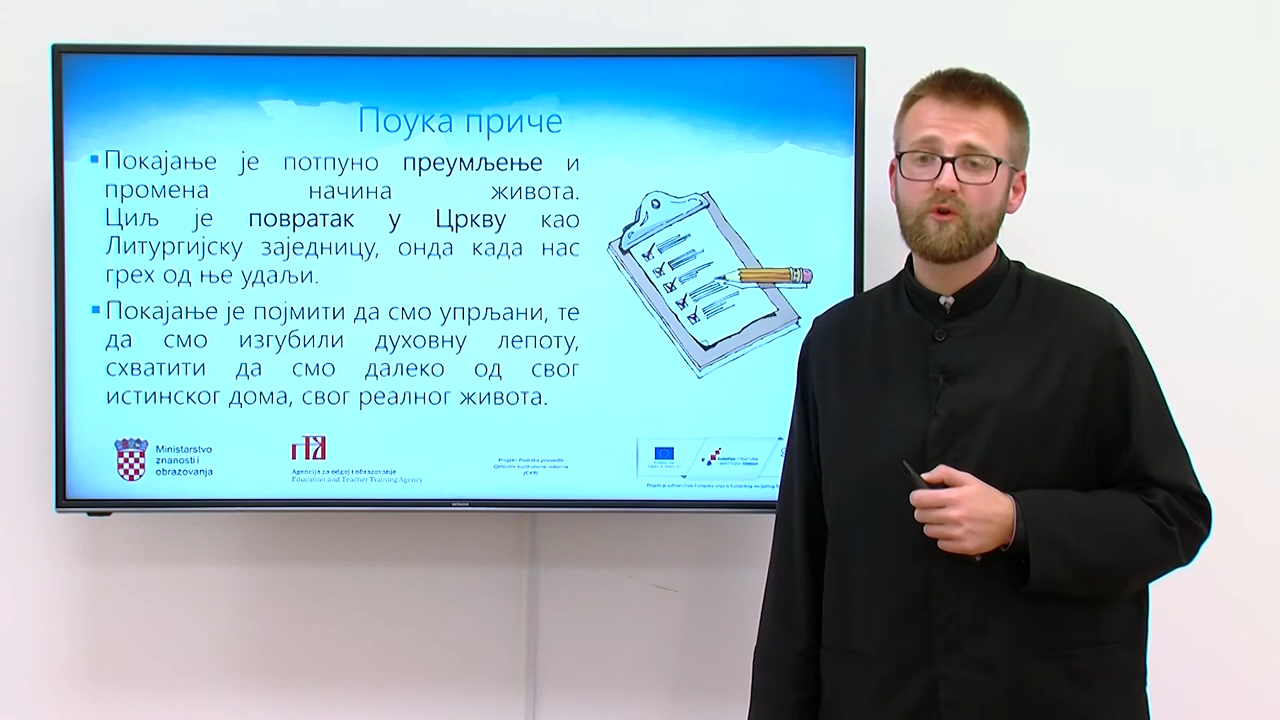 Поука приче
Покајање је потпуно преумљење и
промена начина живота.
Циљ је повратак у Цркву као
Литургијску заједницу, онда када нас
грех од ње удаљи.
Покајање је појмити да смо упрљани, те
да смо изгубили духовну лепоту,
схватити да смо далеко од свог
истинског дома, свог реалног живота.
Ministarstvo
znanosti i
obrazovanja
Agencija za odgoj i obrazovanje
Education and Teacher Training Agency
HITACHI